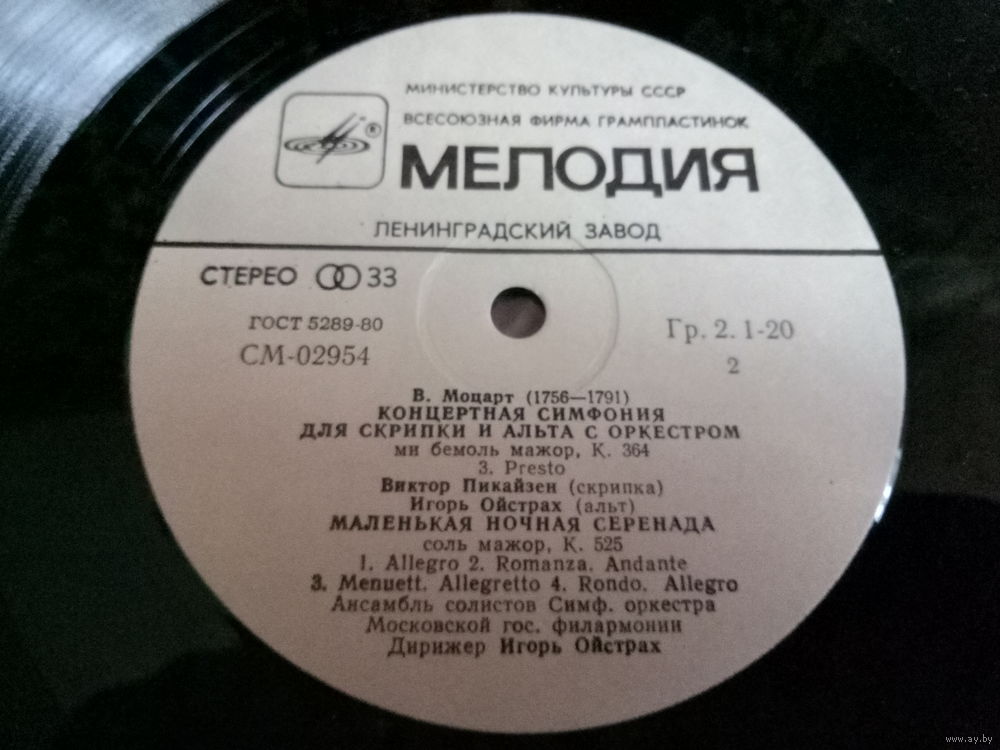 МИНИСТЕРСТВО КУЛЬТУРЫ СССР
ВСЕСОЮЗНАЯ ФИРМА ГРАМПЛАСТИНОК
®
МЕЛОДИЯ
ЛЕНИНГРАДСКИЙ ЗАВОД
СТЕРЕО 33
ГОСТ 5289-80
СМ-02954
Гр. 2. 1-20
2
В. Моцарт (1756—1791)
КОНЦЕРТНАЯ СИМФОНИЯ
ДЛЯ СКРИПКИ И АЛЬТА С ОРКЕСТРОМ
ми бемоль мажор, К. 364
3. Presto
Виктор Пикайзен (скрипка)
Игорь Ойстрах (альт)
МАЛЕНЬКАЯ НОЧНАЯ СЕРЕНАДА
соль мажор, К. 525
1. Allegro 2. Romanza. Andante
3. Menuett. Allegretto 4. Rondo. Allegro
Ансамбль солистов Симф. оркестра
Московской гос. филармонии
Дирижер Игорь Ойстрах
www.ay.by